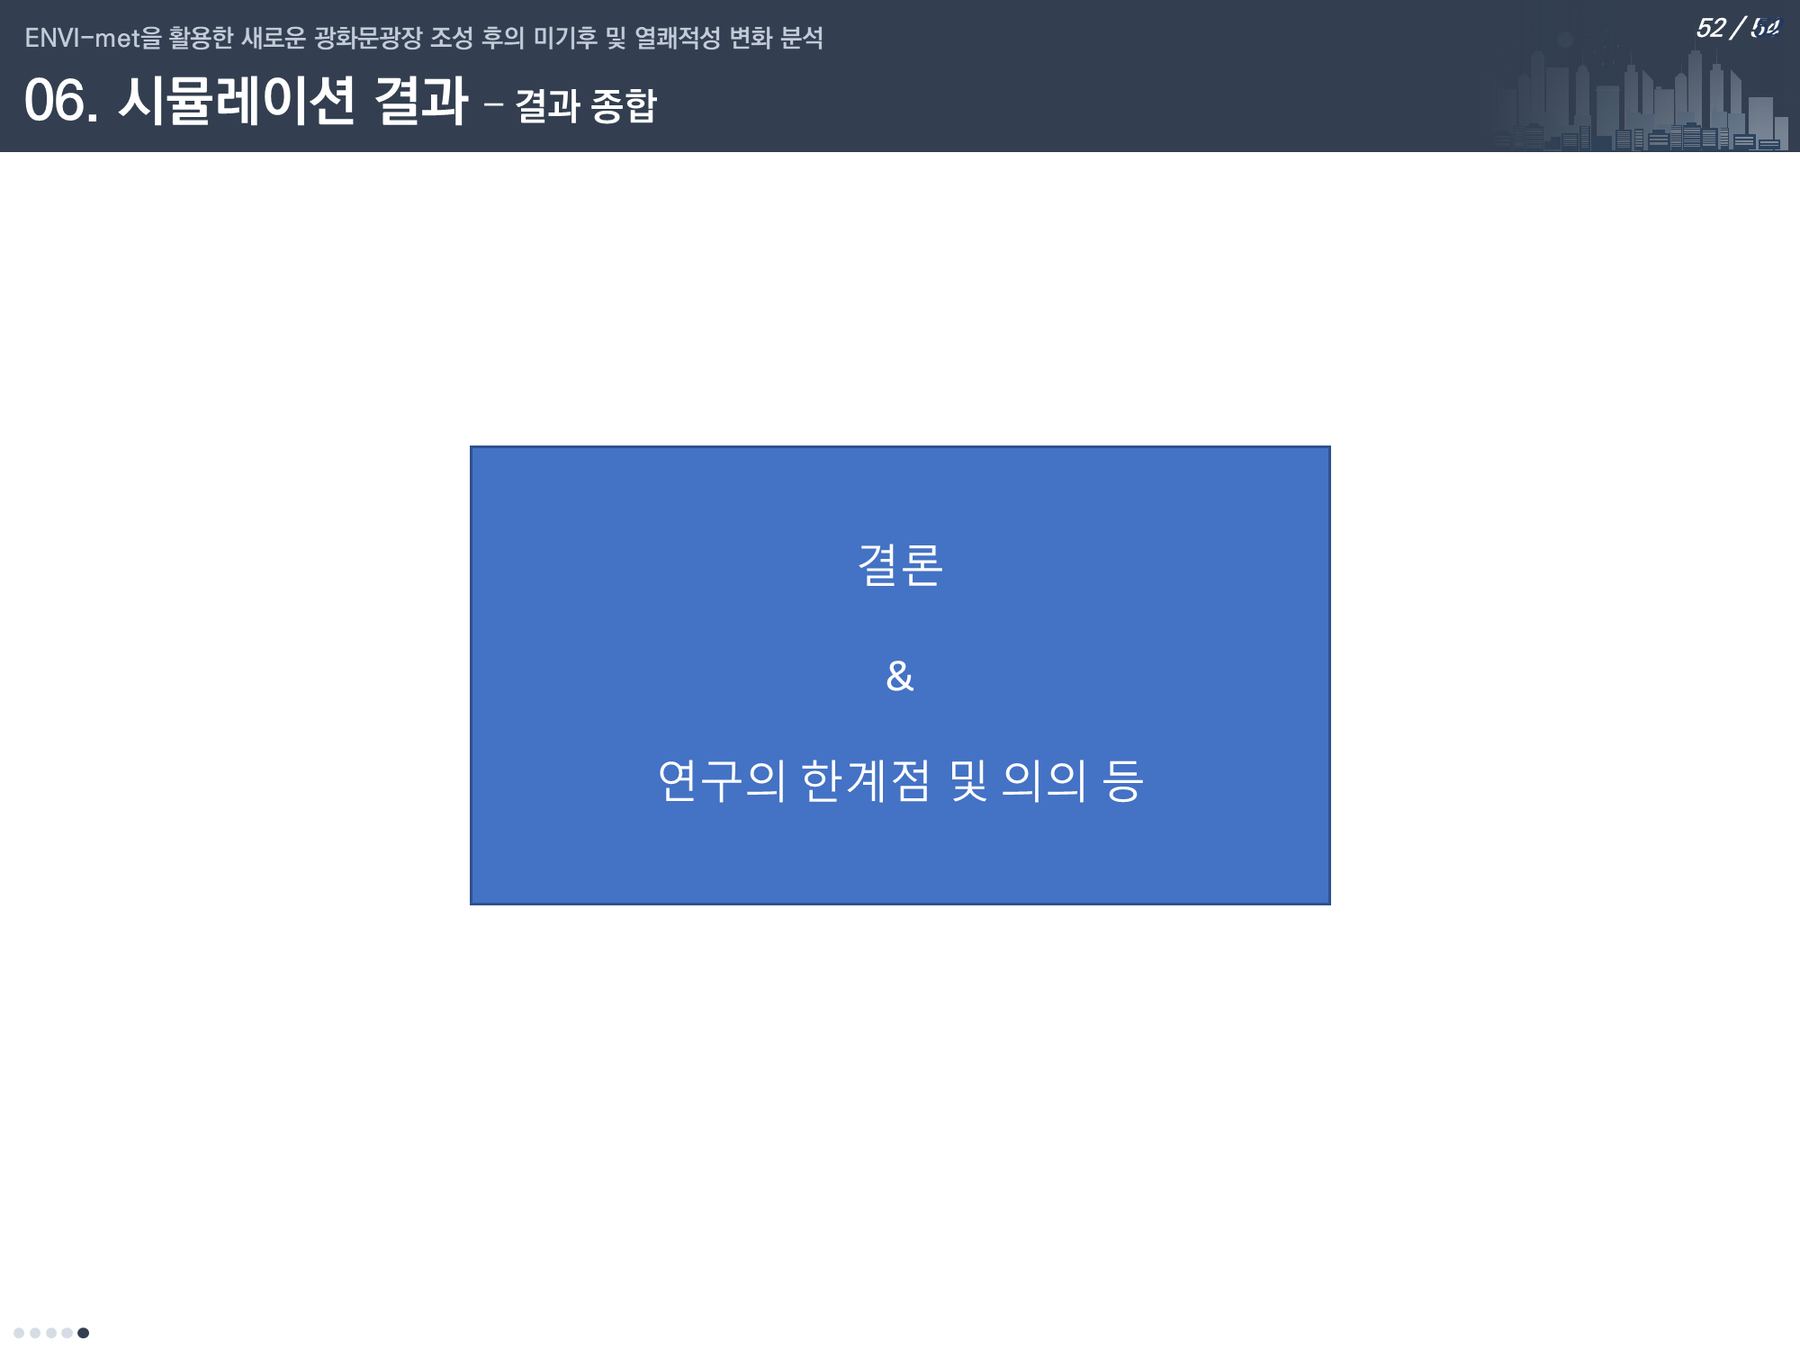 ENVI-met을 활용한 새로운 광화문광장 조성 후의 미기후 및 열쾌적성 변화 분석
52 / 54
06. 시뮬레이션 결과 – 결과 종합
결론
&
연구의 한계점 및 의의 등